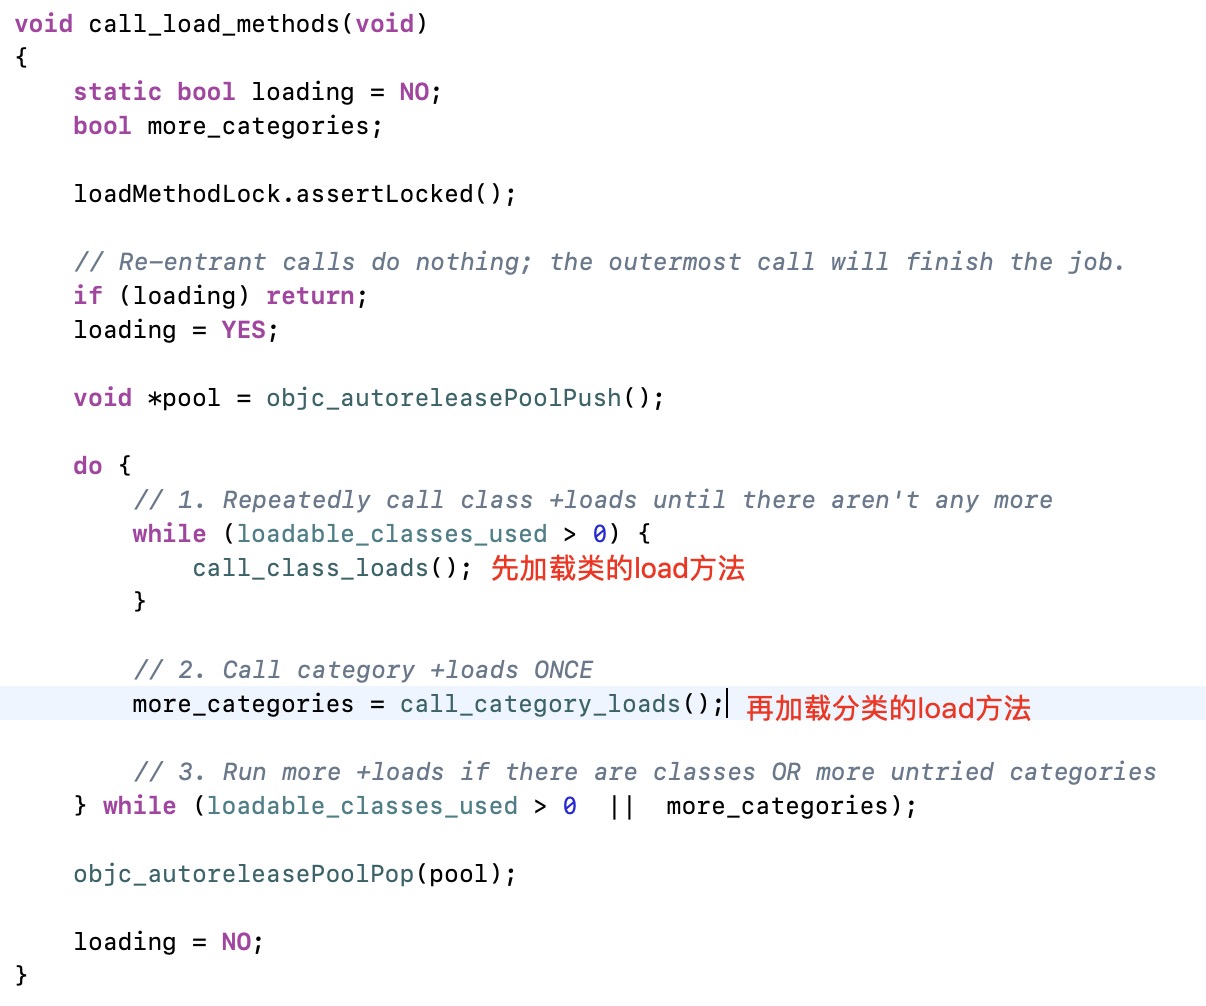 void call_load_methods(void)
{
    static bool loading = NO;
    bool more_categories;

    loadMethodLock.assertLocked();

    // Re-entrant calls do nothing; the outermost call will finish the job.
    if (loading) return;
    loading = YES;

    void *pool = objc_autoreleasePoolPush();

    do {
        // 1. Repeatedly call class +loads until there aren't any more
        while (loadable_classes_used > 0) {
            call_class_loads(); 先加载类的load方法
        }

        // 2. Call category +loads ONCE
        more_categories = call_category_loads(); 再加载分类的load方法

        // 3. Run more +loads if there are classes OR more untried categories
    } while (loadable_classes_used > 0  ||  more_categories);

    objc_autoreleasePoolPop(pool);

    loading = NO;
}